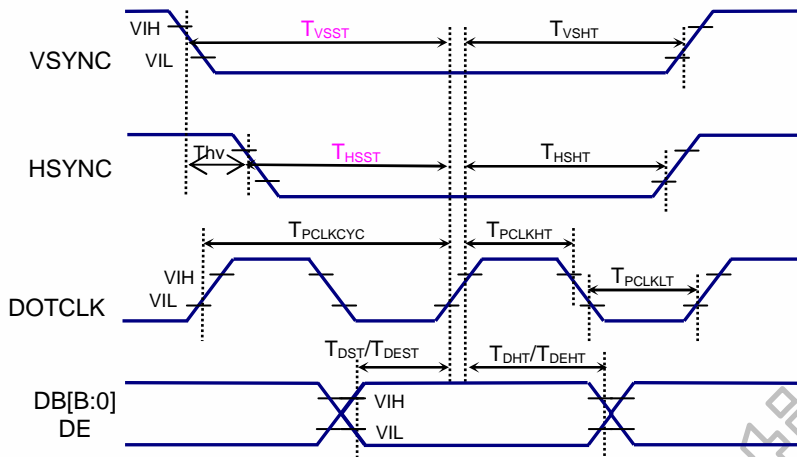 VIH
VSYNC
VIL
TVSST
TVSHT
HSYNC
Thv
THSST
THSHT
DOTCLK
VIH
VIL
TPCLKCYC
TPCLKHT
TPCLKLT
TDST/TDEST
TDHT/TDEHT
DB[B:0]
DE
VIH
VIL